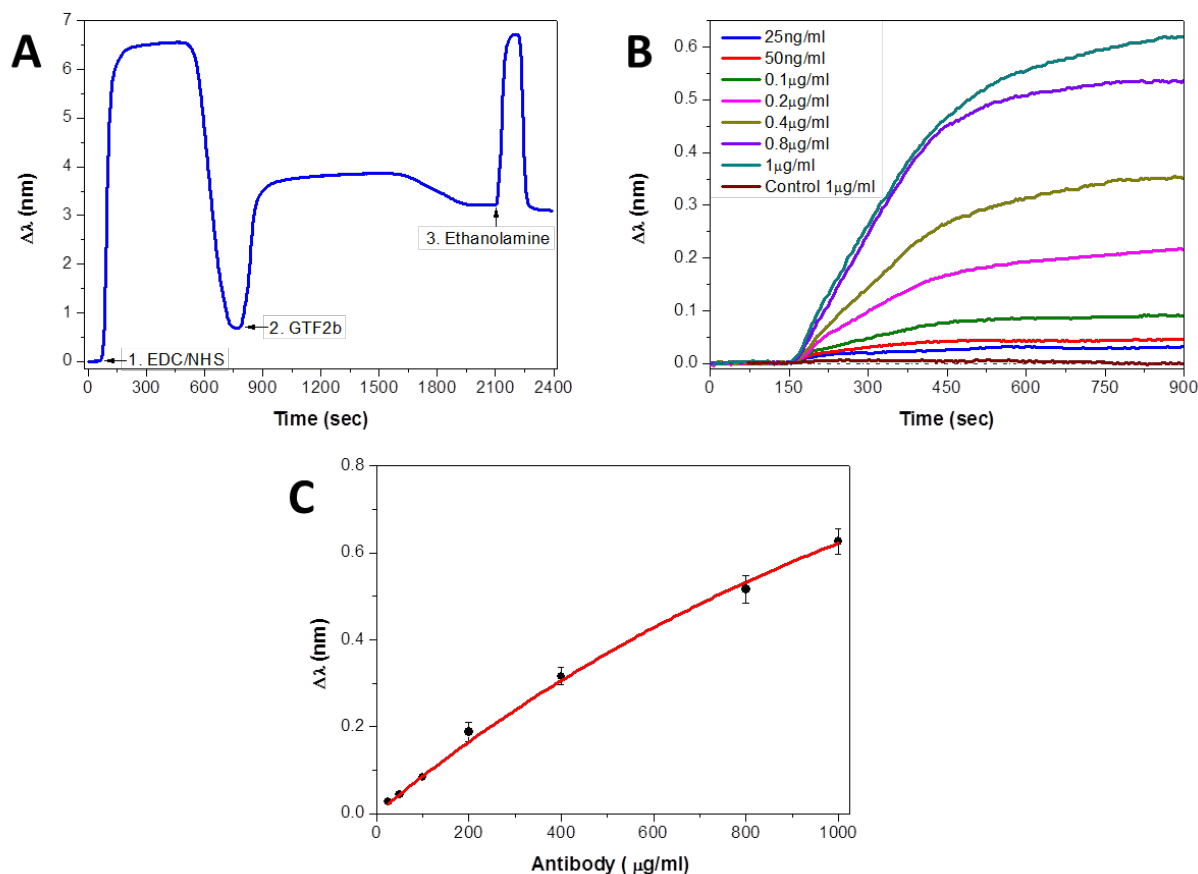 A
7
6
5
4
3
2
1
0
Δλ (nm)
1. EDC/NHS
2. GTF2b
3. Ethanolamine
0 300 600 900 1200 1500 1800 2100 2400
Time (sec)
B
0.6
0.5
0.4
0.3
0.2
0.1
0.0
Δλ (nm)
25ng/ml
50ng/ml
0.1μg/ml
0.2μg/ml
0.4μg/ml
0.8μg/ml
1μg/ml
Control 1μg/ml
0 150 300 450 600 750 900
Time (sec)
C
0.8
0.6
0.4
0.2
0.0
Δλ (nm)
0 200 400 600 800 1000
Antibody ( μg/ml)